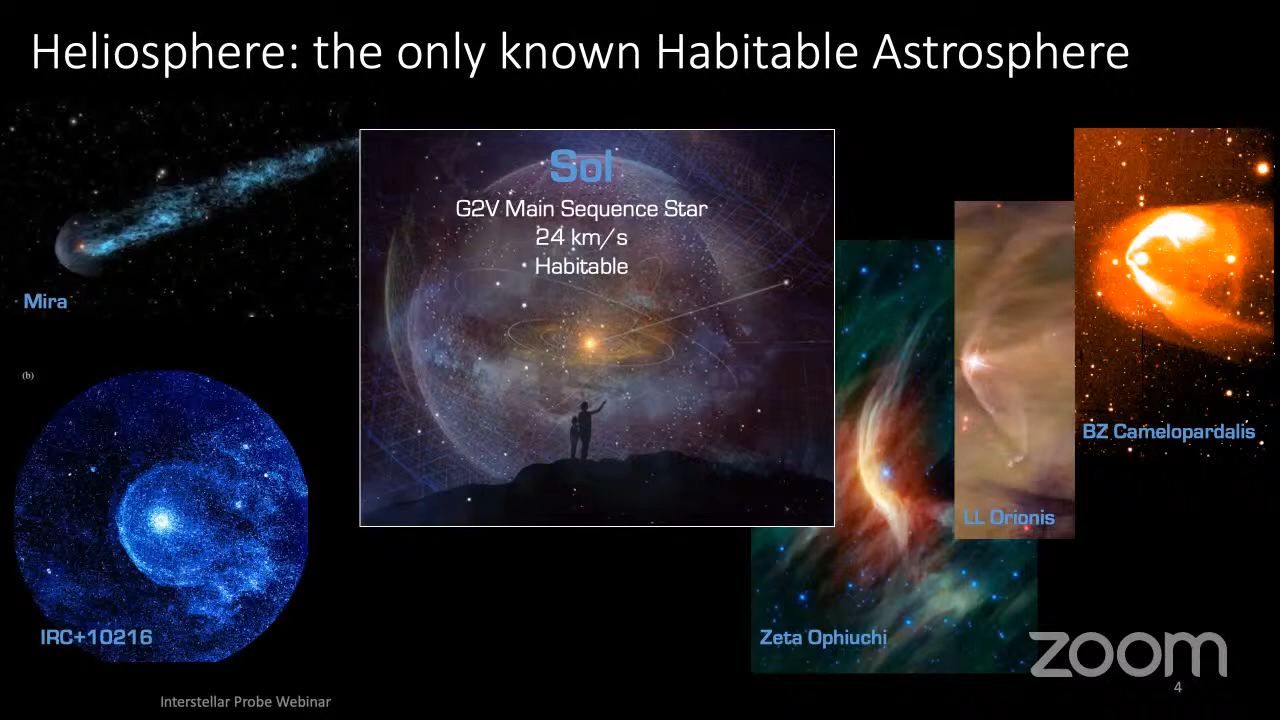 Heliosphere: the only known Habitable Astrosphere
Mira
Sol
G2V Main Sequence Star
24 km/s
Habitable
BZ Camelopardalis
(b)
LL Orionis
IRC+10216
Zeta Ophiuchi
zoom
4
Interstellar Probe Webinar